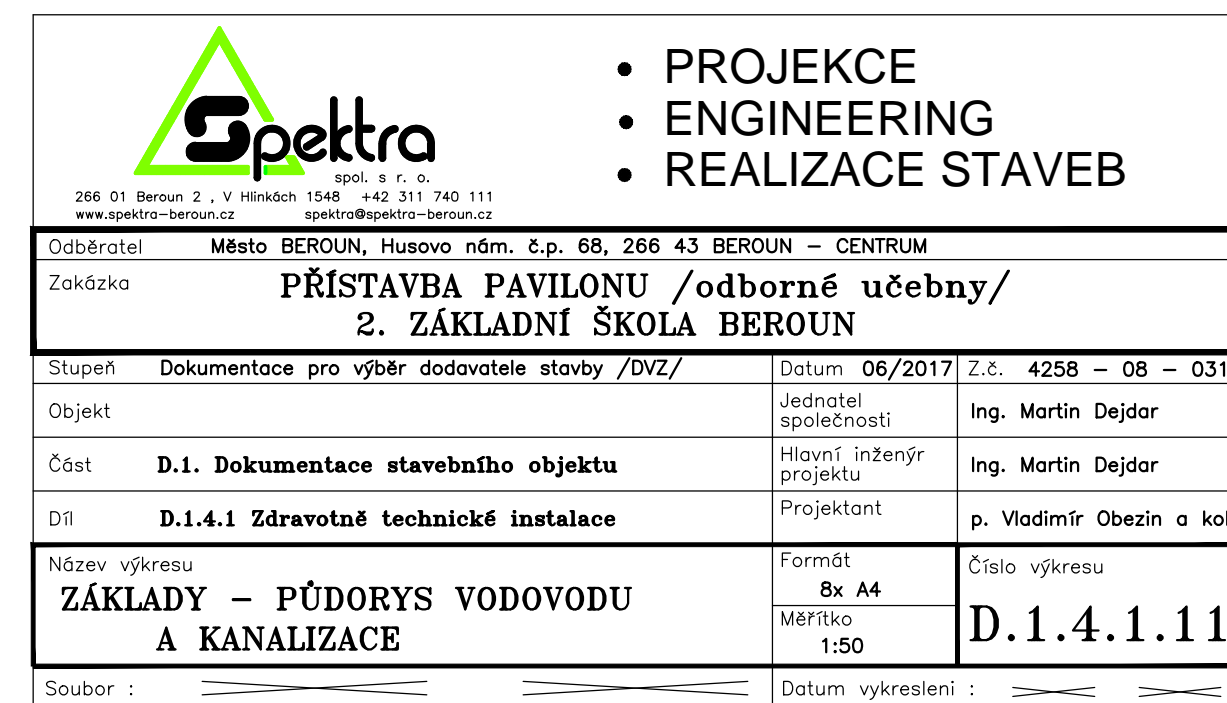 Spektra
spol. s r. o.
266 01 Beroun 2 , V Hlinkách 1548 +42 311 740 111
www.spektra-beroun.cz spektra@spektra-beroun.cz
• PROJEKCE
• ENGINEERING
• REALIZACE STAVEB
Odběratel Město BEROUN, Husovo nám. č.p. 68, 266 43 BEROUN – CENTRUM
Zakázka PŘÍSTAVBA PAVILONU /odborné učebny/
2. ZÁKLADNÍ ŠKOLA BEROUN
Stupeň Dokumentace pro výběr dodavatele stavby /DVZ/ Datum 06/2017 Z.č. 4258 – 08 – 031
Objekt Jednatel společnosti Ing. Martin Dejdar
Část D.1. Dokumentace stavebního objektu Hlavní inženýr projektu Ing. Martin Dejdar
Díl D.1.4.1 Zdravotně technické instalace Projektant p. Vladimír Obezin a kol
Název výkresu
ZÁKLADY – PŮDORYS VODOVODU
A KANALIZACE
Formát
8x A4
Měřítko
1:50
Číslo výkresu
D.1.4.1.11
Soubor : Datum vykresleni :